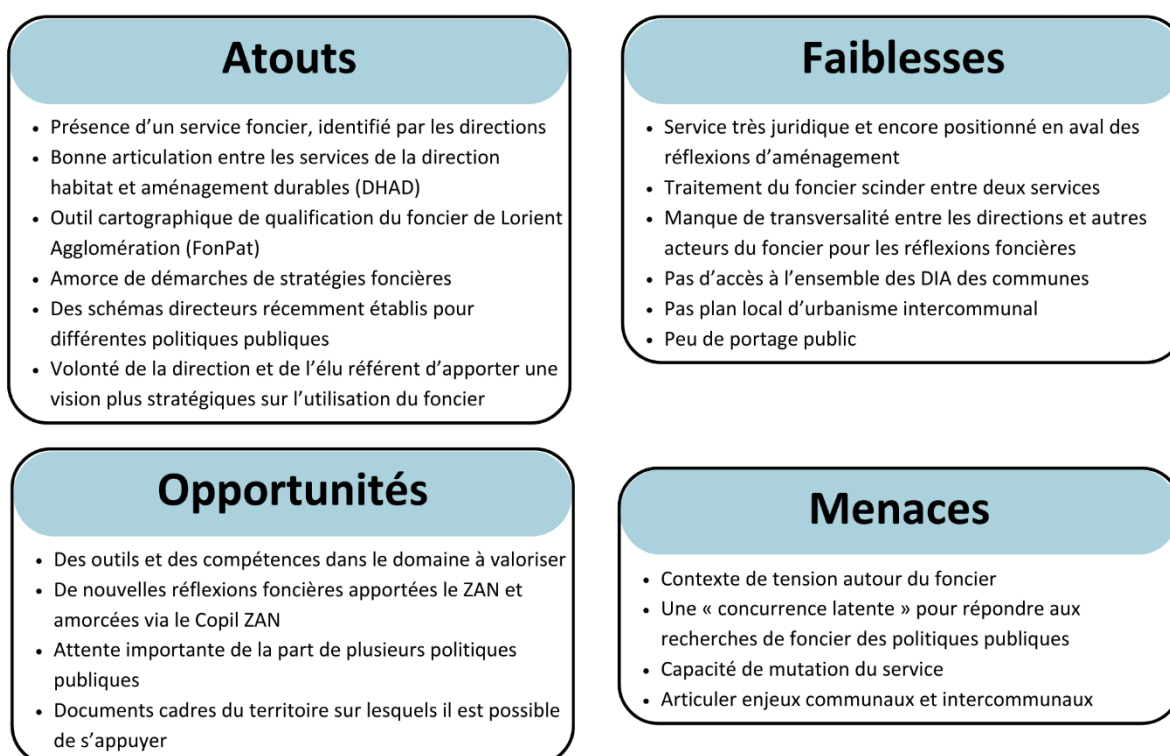 Atouts
• Présence d’un service foncier, identifié par les directions
• Bonne articulation entre les services de la direction
habitat et aménagement durables (DHAD)
• Outil cartographique de qualification du foncier de Lorient
Agglomération (FonPat)
• Amorce de démarches de stratégies foncières
• Des schémas directeurs récemment établis pour
différentes politiques publiques
• Volonté de la direction et de l’élu référent d’apporter une
vision plus stratégiques sur l’utilisation du foncier
Faiblesses
• Service très juridique et encore positionné en aval des
réflexions d’aménagement
• Traitement du foncier scinder entre deux services
• Manque de transversalité entre les directions et autres
acteurs du foncier pour les réflexions foncières
• Pas d’accès à l’ensemble des DIA des communes
• Pas plan local d’urbanisme intercommunal
• Peu de portage public
Opportunités
• Des outils et des compétences dans le domaine à valoriser
• De nouvelles réflexions foncières apportées le ZAN et
amorcées via le Copil ZAN
• Attente importante de la part de plusieurs politiques
publiques
• Documents cadres du territoire sur lesquels il est possible
de s’appuyer
Menaces
• Contexte de tension autour du foncier
• Une « concurrence latente » pour répondre aux
recherches de foncier des politiques publiques
• Capacité de mutation du service
• Articuler enjeux communaux et intercommunaux